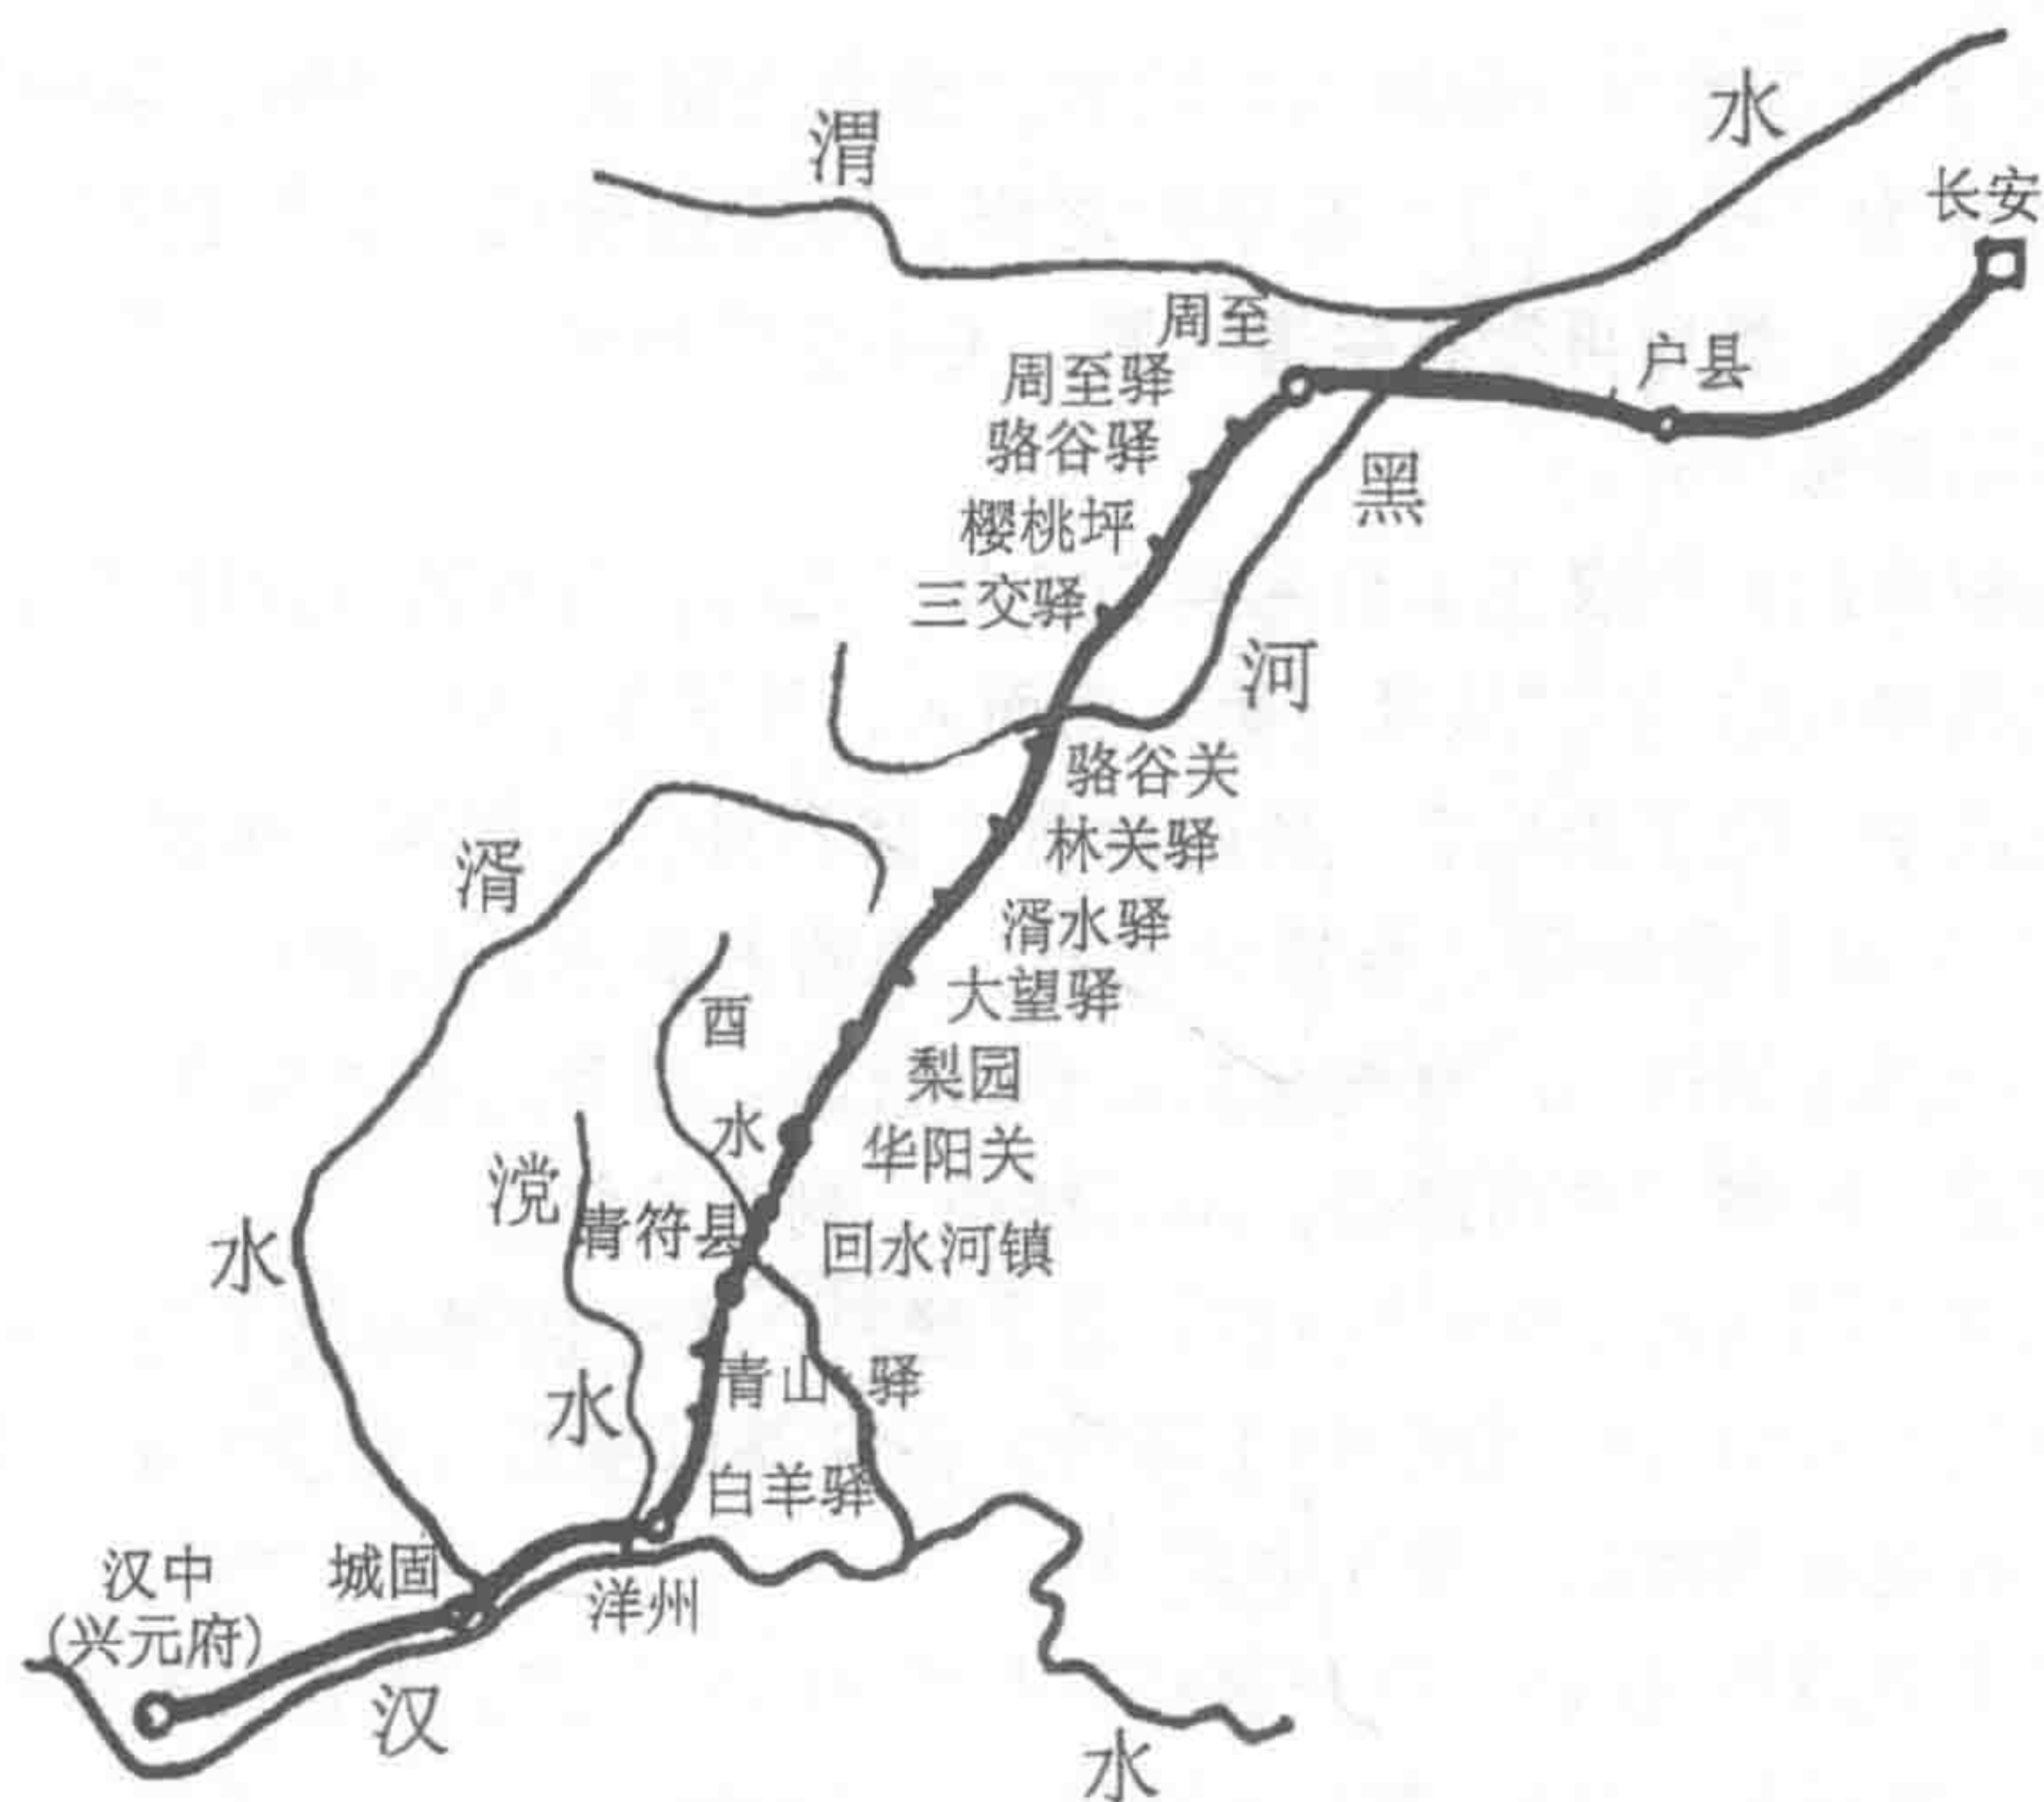 渭
水
长安
周至
户县
周至驿
骆谷驿
黑
樱桃坪
三交驿
河
骆谷关
林关驿
湑
湑水驿
大望驿
酉
梨园
水
华阳关
㳩
青符县
水
回水河镇
青山驿
水
白羊驿
城固
汉中
(兴元府)
洋州
汉
水